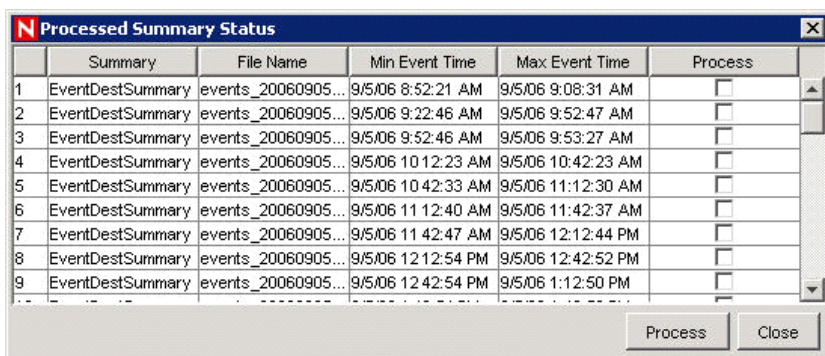 N Processed Summary Status
Summary File Name Min Event Time Max Event Time Process
1 EventDestSummary events_20060905... 9/5/06 8:52:21 AM 9/5/06 9:08:31 AM
2 EventDestSummary events_20060905... 9/5/06 9:22:46 AM 9/5/06 9:52:47 AM
3 EventDestSummary events_20060905... 9/5/06 9:52:46 AM 9/5/06 9:53:27 AM
4 EventDestSummary events_20060905... 9/5/06 10 12:23 AM 9/5/06 10:42:23 AM
5 EventDestSummary events_20060905... 9/5/06 10 42:33 AM 9/5/06 11:12:30 AM
6 EventDestSummary events_20060905... 9/5/06 11 12:40 AM 9/5/06 11:42:37 AM
7 EventDestSummary events_20060905... 9/5/06 11 42:47 AM 9/5/06 12:12:44 PM
8 EventDestSummary events_20060905... 9/5/06 12 12:54 PM 9/5/06 12:42:52 PM
9 EventDestSummary events_20060905... 9/5/06 12 42:54 PM 9/5/06 1:12:50 PM
Process Close